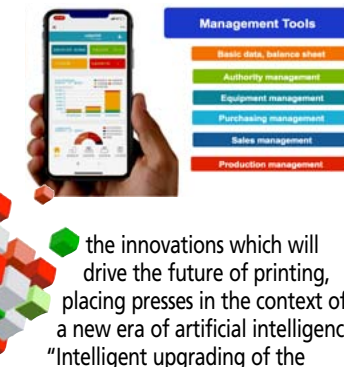 Management Tools
Basic data, balance sheet
Authority management
Equipment management
Purchasing management
Sales management
Production management
the innovations which will
drive the future of printing,
placing presses in the context of
a new era of artificial intelligenc
"Intelligent upgrading of the